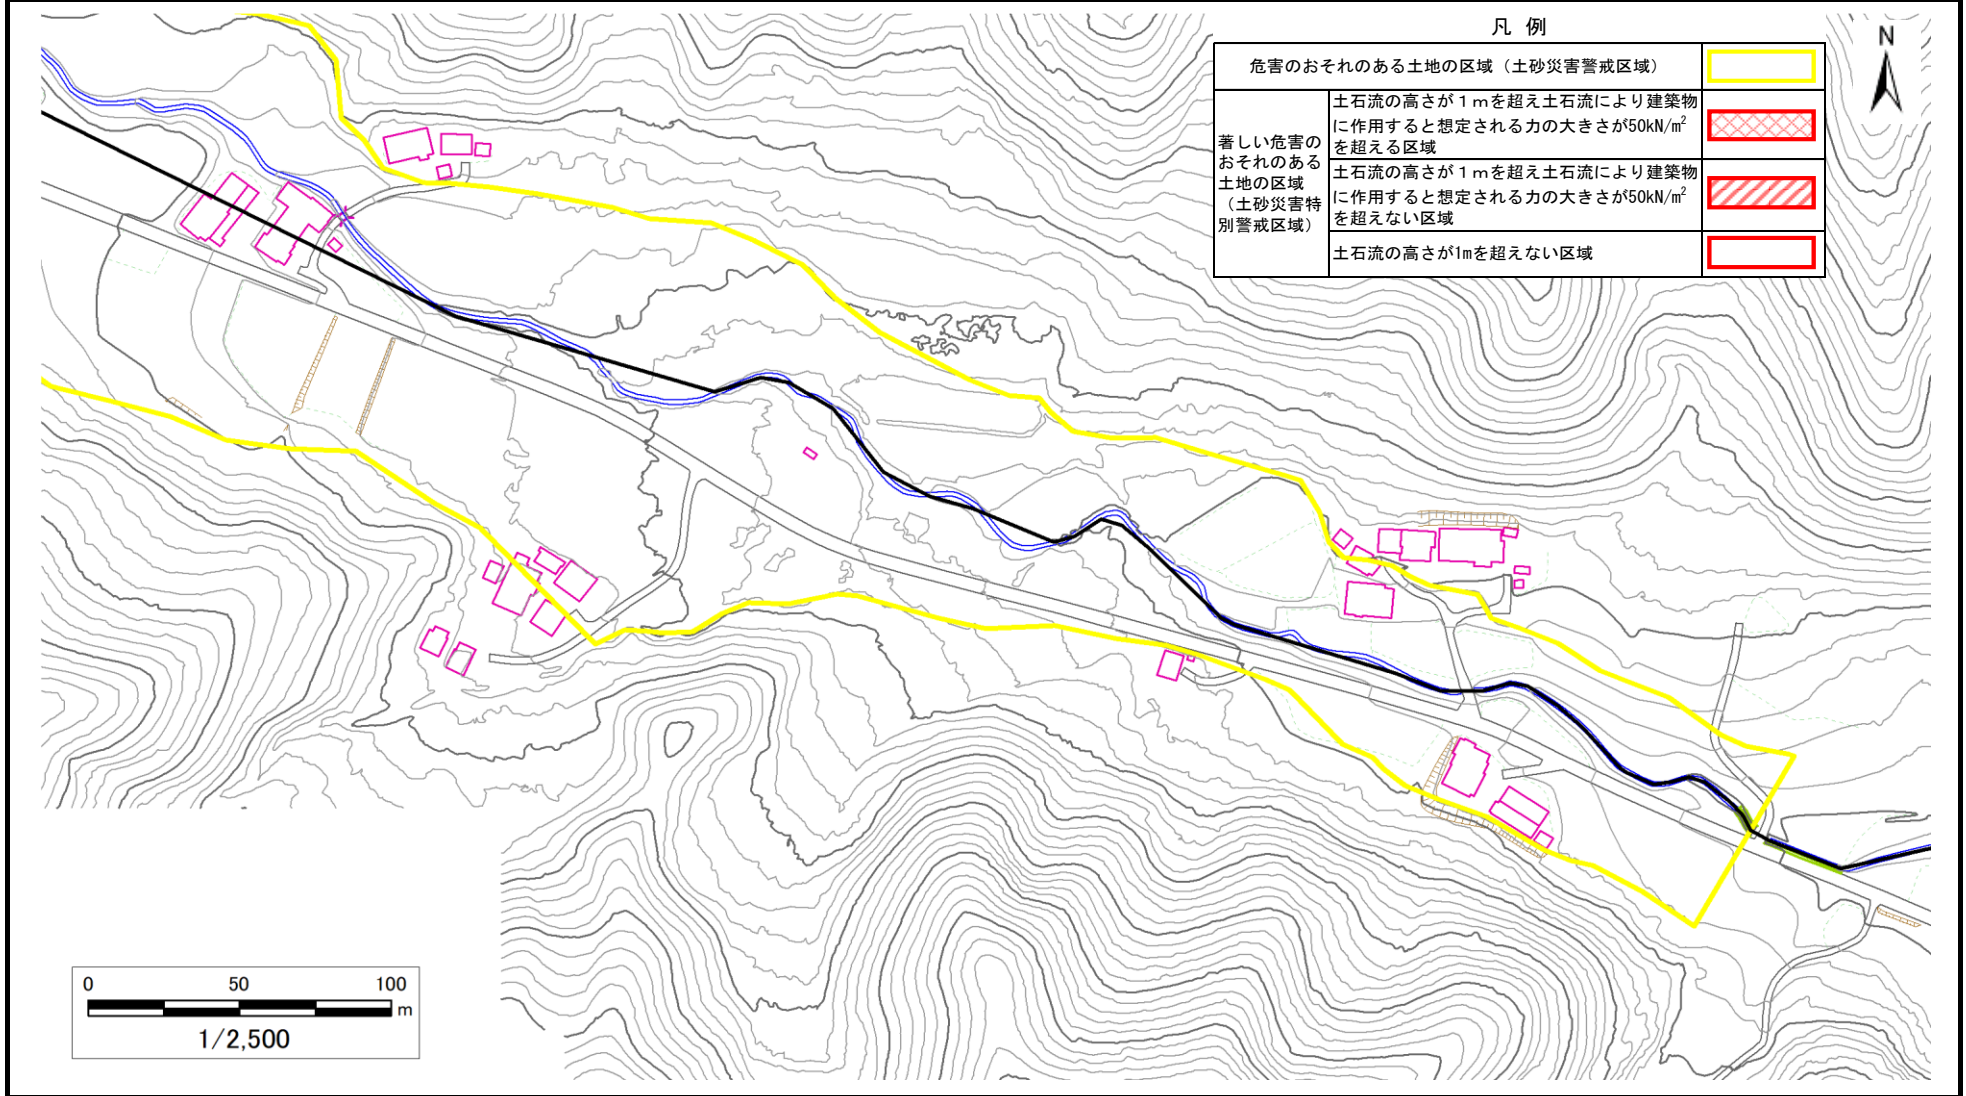 凡 例
N
危害のおそれのある土地の区域（土砂災害警戒区域）
著しい危害の
おそれのある
土地の区域
（土砂災害特
別警戒区域）
土石流の高さが１ｍを超え土石流により建築物
に作用すると想定される力の大きさが50kN/m²
を超える区域
土石流の高さが１ｍを超え土石流により建築物
に作用すると想定される力の大きさが50kN/m²
を超えない区域
土石流の高さが1mを超えない区域
0 50 100
m
1/2,500